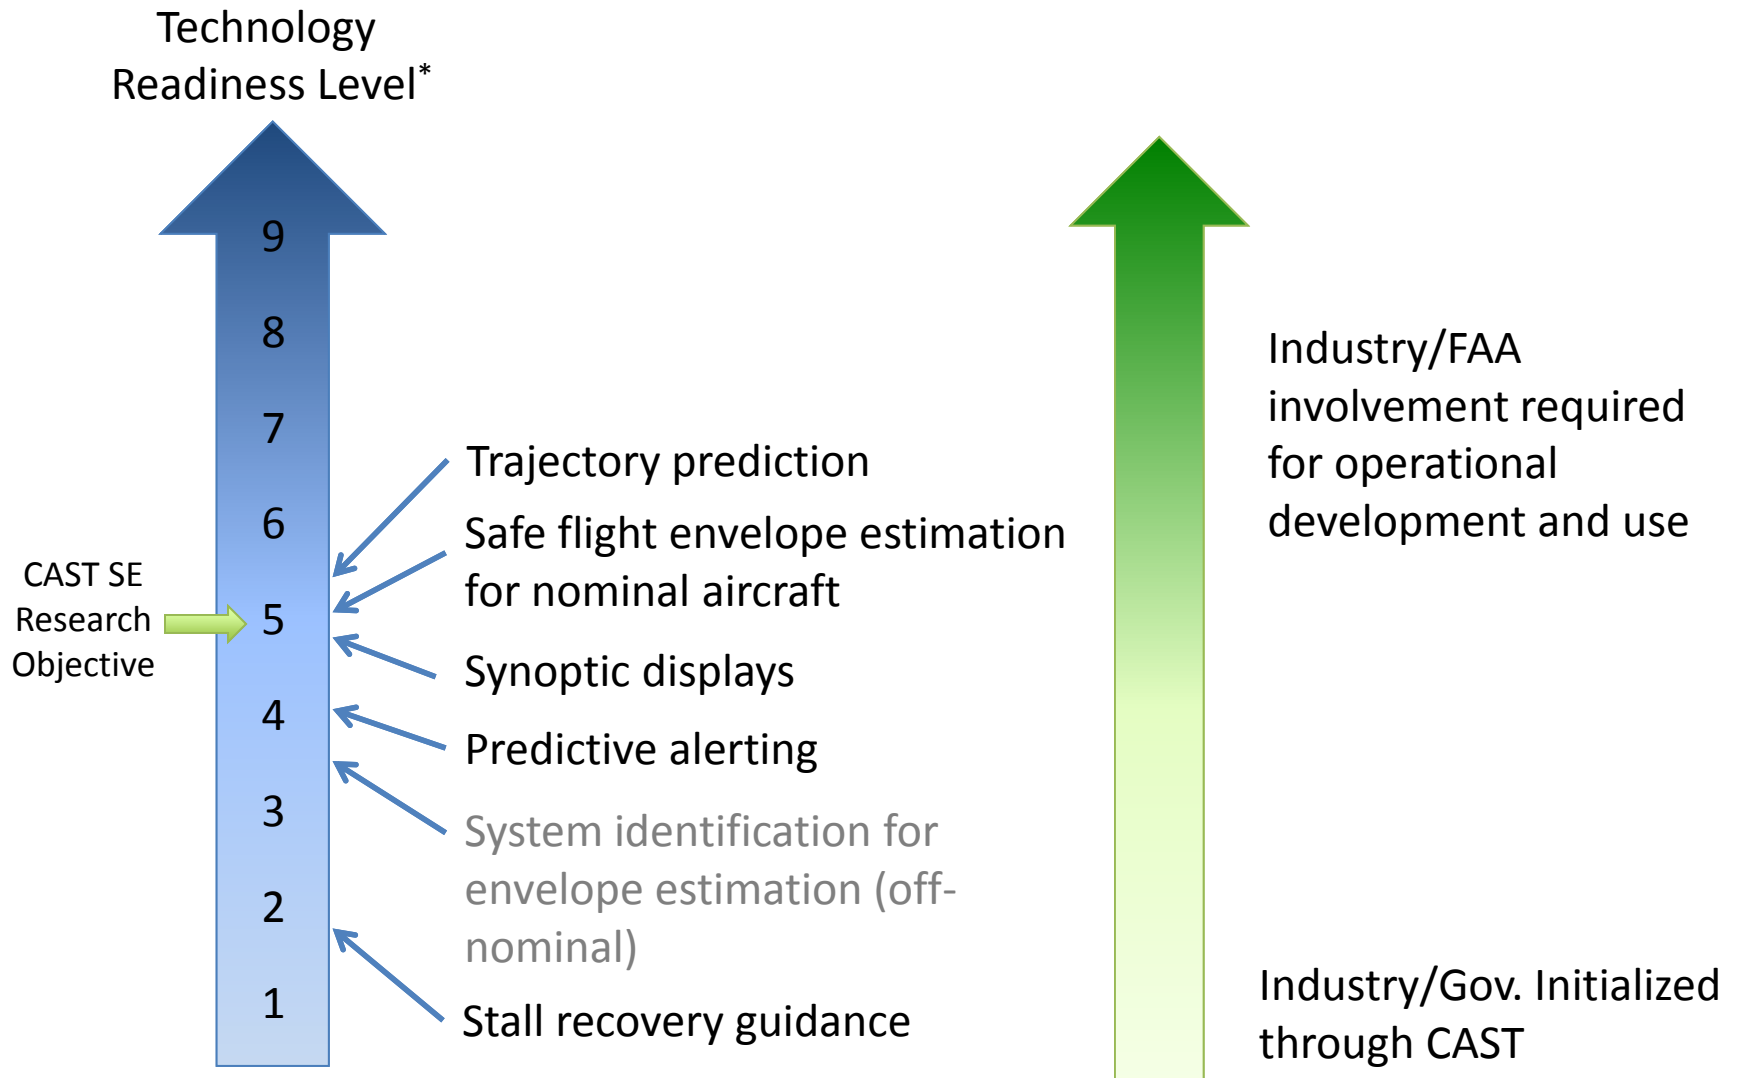 Technology
Readiness Level*
9
8
7
6
5
4
3
2
1
CAST SE
Research
Objective
Trajectory prediction
Safe flight envelope estimation
for nominal aircraft
Synoptic displays
Predictive alerting
System identification for
envelope estimation (off-
nominal)
Stall recovery guidance
Industry/FAA
involvement required
for operational
development and use
Industry/Gov. Initialized
through CAST